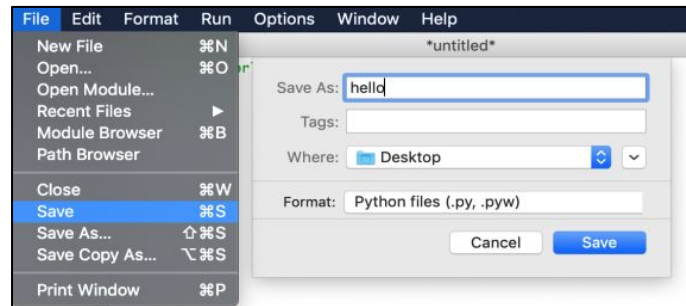 File Edit Format Run Options Window Help
New File ⌘N
Open... ⌘O
Open Module...
Recent Files ▶
Module Browser ⌘B
Path Browser
Close ⌘W
Save ⌘S
Save As... ⇧⌘S
Save Copy As... ⌥⌘S
Print Window ⌘P
*untitled*
Save As: hello
Tags:
Where: Desktop
Format: Python files (.py, .pyw)
Cancel Save